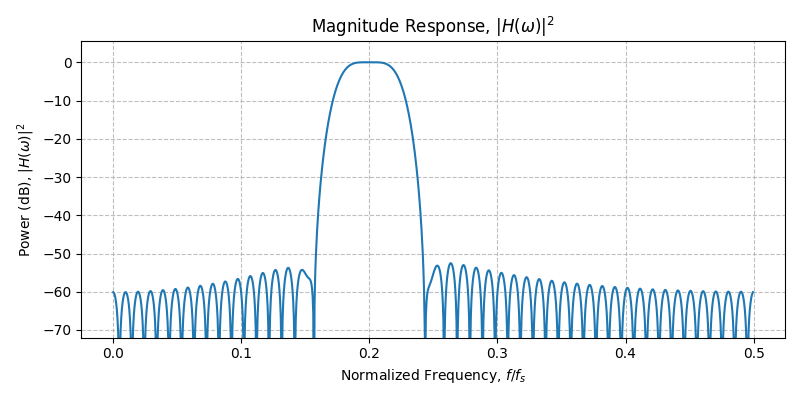 Magnitude Response, |H(ω)|²
Power (dB), |H(ω)|²
0
−10
−20
−30
−40
−50
−60
−70
0.0 0.1 0.2 0.3 0.4 0.5
Normalized Frequency, f/fₛ